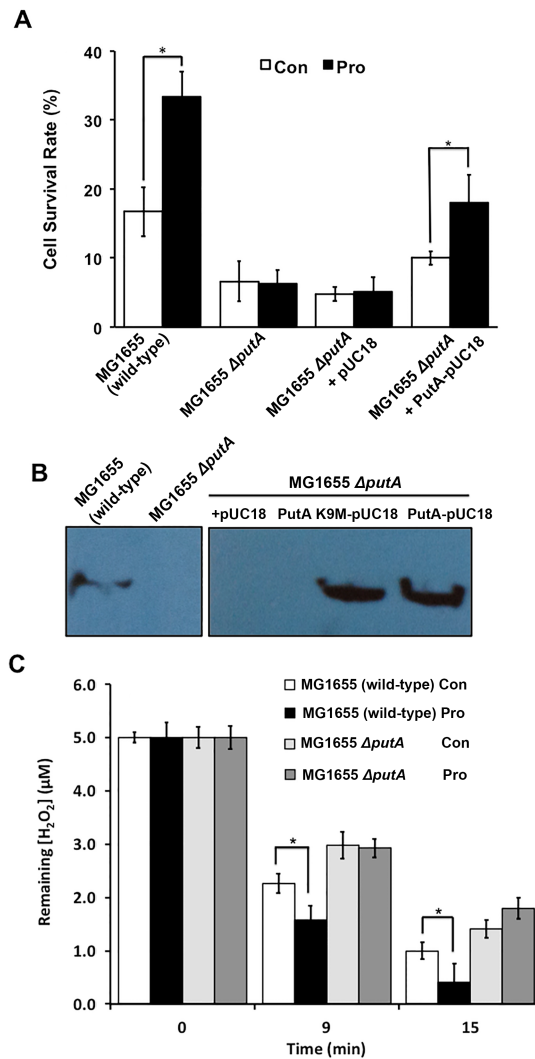 A
Cell Survival Rate (%)
40
30
20
10
0
*
Con
Pro
*
MG1655
(wild-type)
MG1655 ΔputA
MG1655 ΔputA
+ pUC18
MG1655 ΔputA
+ PutA-pUC18
B
MG1655
(wild-type)
MG1655 ΔputA
MG1655 ΔputA
+pUC18
PutA K9M-pUC18
PutA-pUC18
C
Remaining [H₂O₂] (μM)
6.0
5.0
4.0
3.0
2.0
1.0
0.0
MG1655 (wild-type) Con
MG1655 (wild-type) Pro
MG1655 ΔputA Con
MG1655 ΔputA Pro
*
*
0
9
15
Time (min)